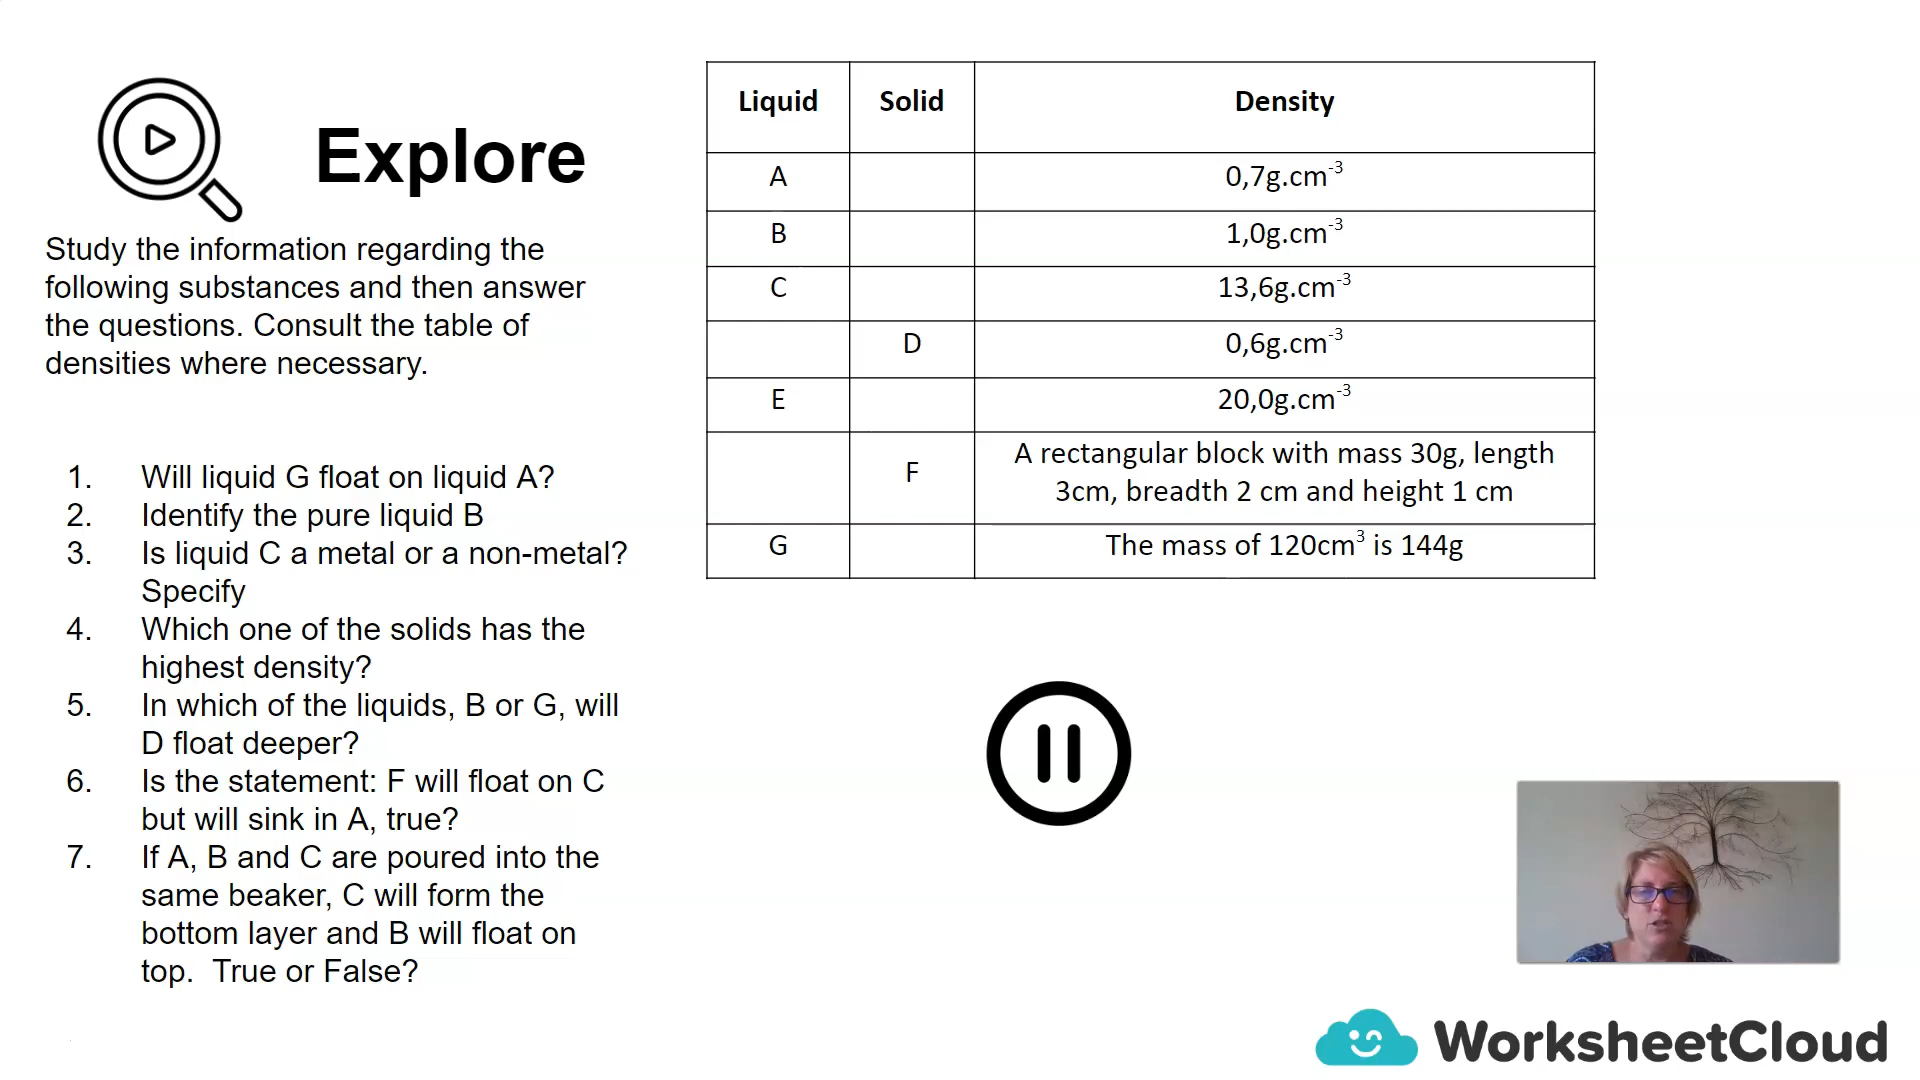 Explore
Study the information regarding the
following substances and then answer
the questions. Consult the table of
densities where necessary.
1. Will liquid G float on liquid A?
2. Identify the pure liquid B
3. Is liquid C a metal or a non-metal?
Specify
4. Which one of the solids has the
highest density?
5. In which of the liquids, B or G, will
D float deeper?
6. Is the statement: F will float on C
but will sink in A, true?
7. If A, B and C are poured into the
same beaker, C will form the
bottom layer and B will float on
top.  True or False?
Liquid Solid Density
A 0,7g.cm⁻³
B 1,0g.cm⁻³
C 13,6g.cm⁻³
D 0,6g.cm⁻³
E 20,0g.cm⁻³
F A rectangular block with mass 30g, length
3cm, breadth 2 cm and height 1 cm
G The mass of 120cm³ is 144g
WorksheetCloud